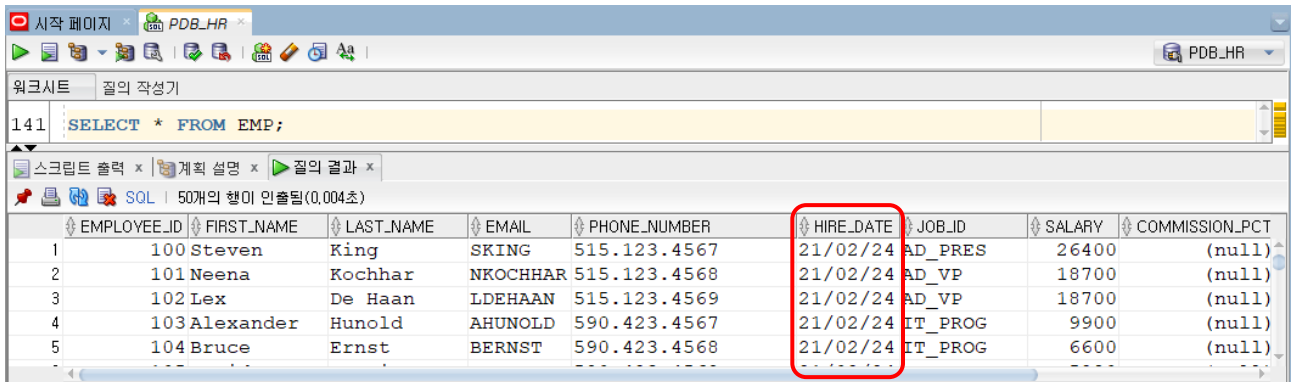 시작 페이지 PDB_HR
PDB_HR
워크시트 질의 작성기
141 SELECT * FROM EMP;
스크립트 출력 x 계획 설명 x 질의 결과 x
SQL | 50개의 행이 인출됨(0,004초)
EMPLOYEE_ID FIRST_NAME LAST_NAME EMAIL PHONE_NUMBER HIRE_DATE JOB_ID SALARY COMMISSION_PCT
1 100 Steven King SKING 515.123.4567 21/02/24 AD_PRES 26400 (null)
2 101 Neena Kochhar NKOCHHAR 515.123.4568 21/02/24 AD_VP 18700 (null)
3 102 Lex De Haan LDEHAAN 515.123.4569 21/02/24 AD_VP 18700 (null)
4 103 Alexander Hunold AHUNOLD 590.423.4567 21/02/24 IT_PROG 9900 (null)
5 104 Bruce Ernst BERNST 590.423.4568 21/02/24 IT_PROG 6600 (null)